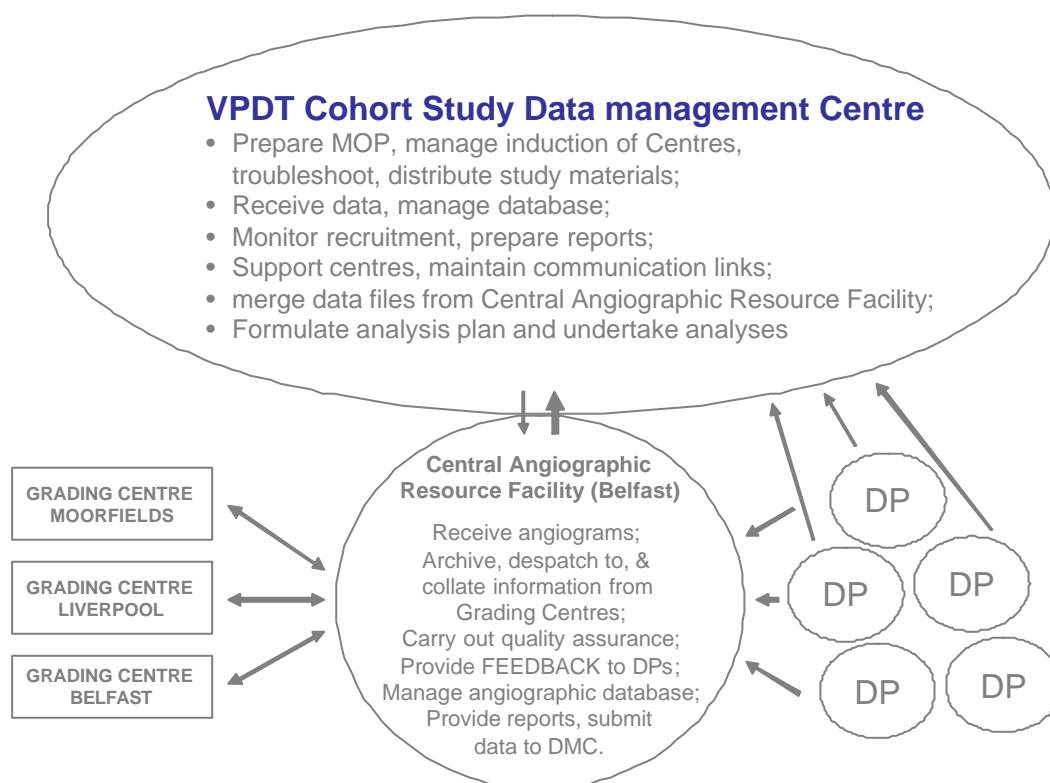 VPDT Cohort Study Data management Centre
• Prepare MOP, manage induction of Centres,
troubleshoot, distribute study materials;
• Receive data, manage database;
• Monitor recruitment, prepare reports;
• Support centres, maintain communication links;
• merge data files from Central Angiographic Resource Facility;
• Formulate analysis plan and undertake analyses
Central Angiographic
Resource Facility (Belfast)
Receive angiograms;
Archive, despatch to, &
collate information from
Grading Centres;
Carry out quality assurance;
Provide FEEDBACK to DPs;
Manage angiographic database;
Provide reports, submit
data to DMC.
GRADING CENTRE
MOORFIELDS
GRADING CENTRE
LIVERPOOL
GRADING CENTRE
BELFAST
DP
DP
DP
DP
DP